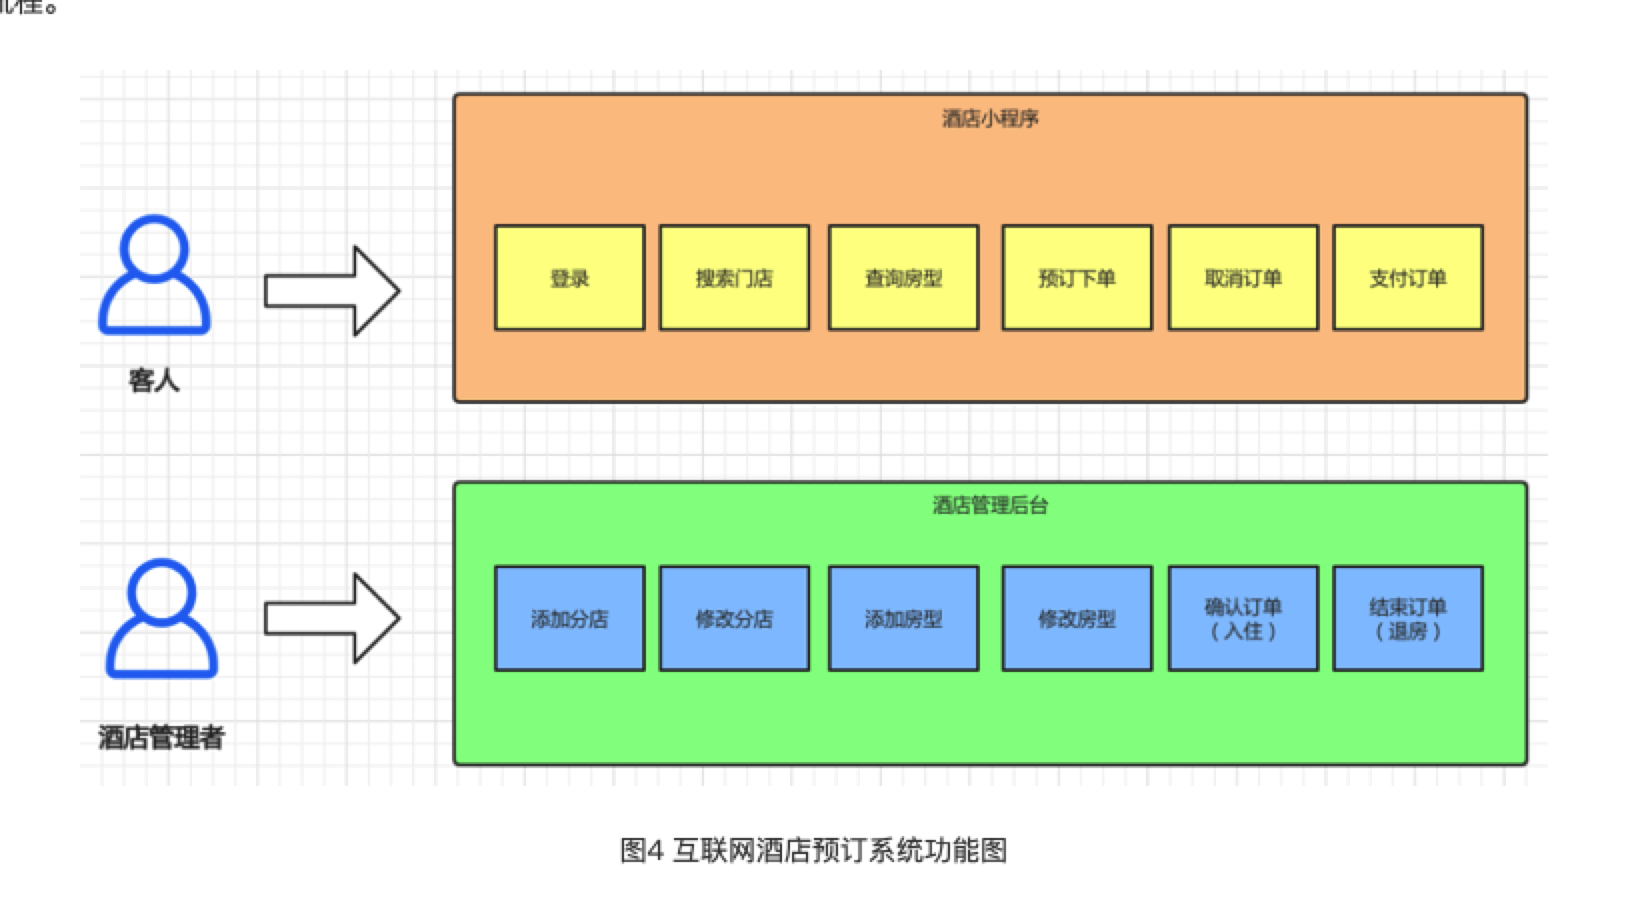 程。
酒店小程序
登录
搜索门店
查询房型
预订下单
取消订单
支付订单
客人
酒店管理后台
添加分店
修改分店
添加房型
修改房型
确认订单
（入住）
结束订单
（退房）
酒店管理者
图4 互联网酒店预订系统功能图